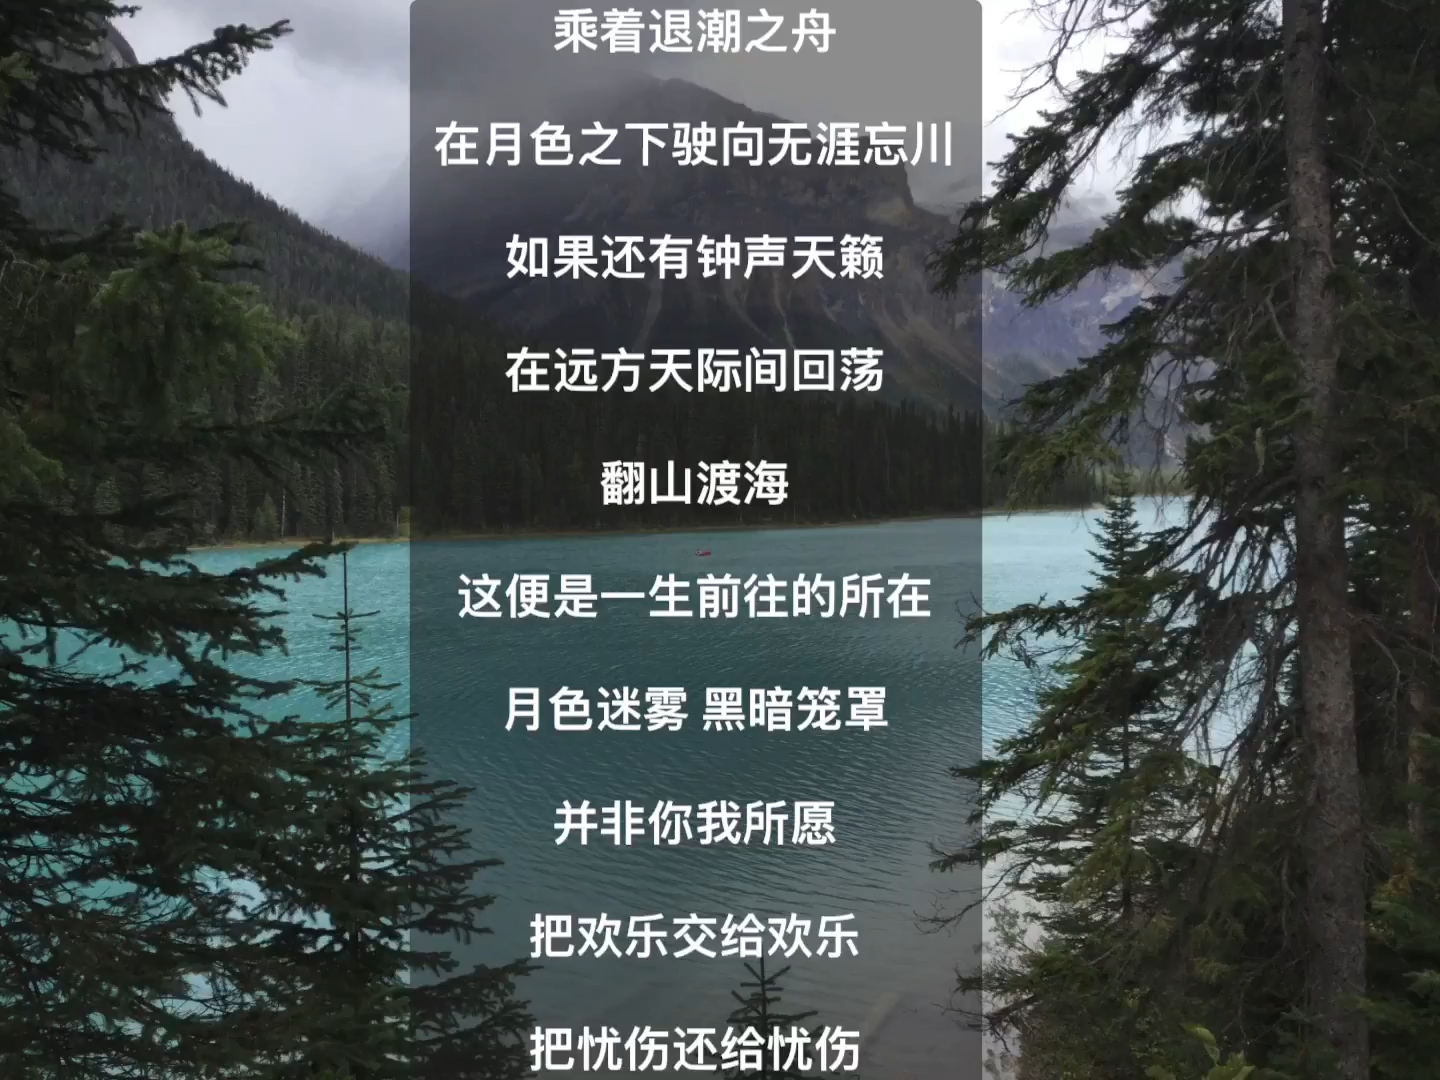 乘着退潮之舟
在月色之下驶向无涯忘川
如果还有钟声天籁
在远方天际间回荡
翻山渡海
这便是一生前往的所在
月色迷雾 黑暗笼罩
并非你我所愿
把欢乐交给欢乐
把忧伤还给忧伤